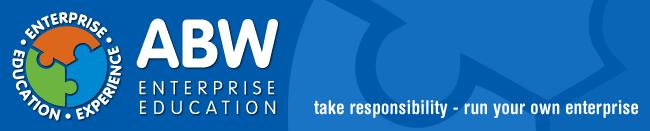 • ENTERPRISE • EXPERIENCE • EDUCATION
ABW
ENTERPRISE
EDUCATION
take responsibility - run your own enterprise